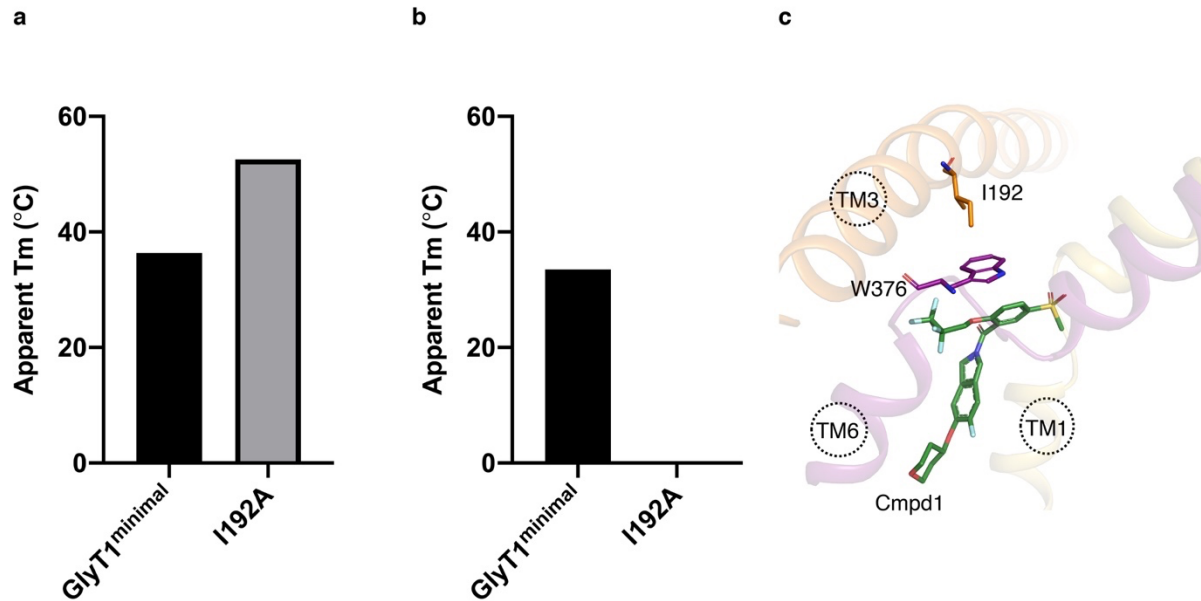 a
b
c
Apparent Tm (°C)
60
40
20
0
GlyT1minimal
I192A
Apparent Tm (°C)
60
40
20
0
GlyT1minimal
I192A
TM3
I192
W376
TM6
TM1
Cmpd1